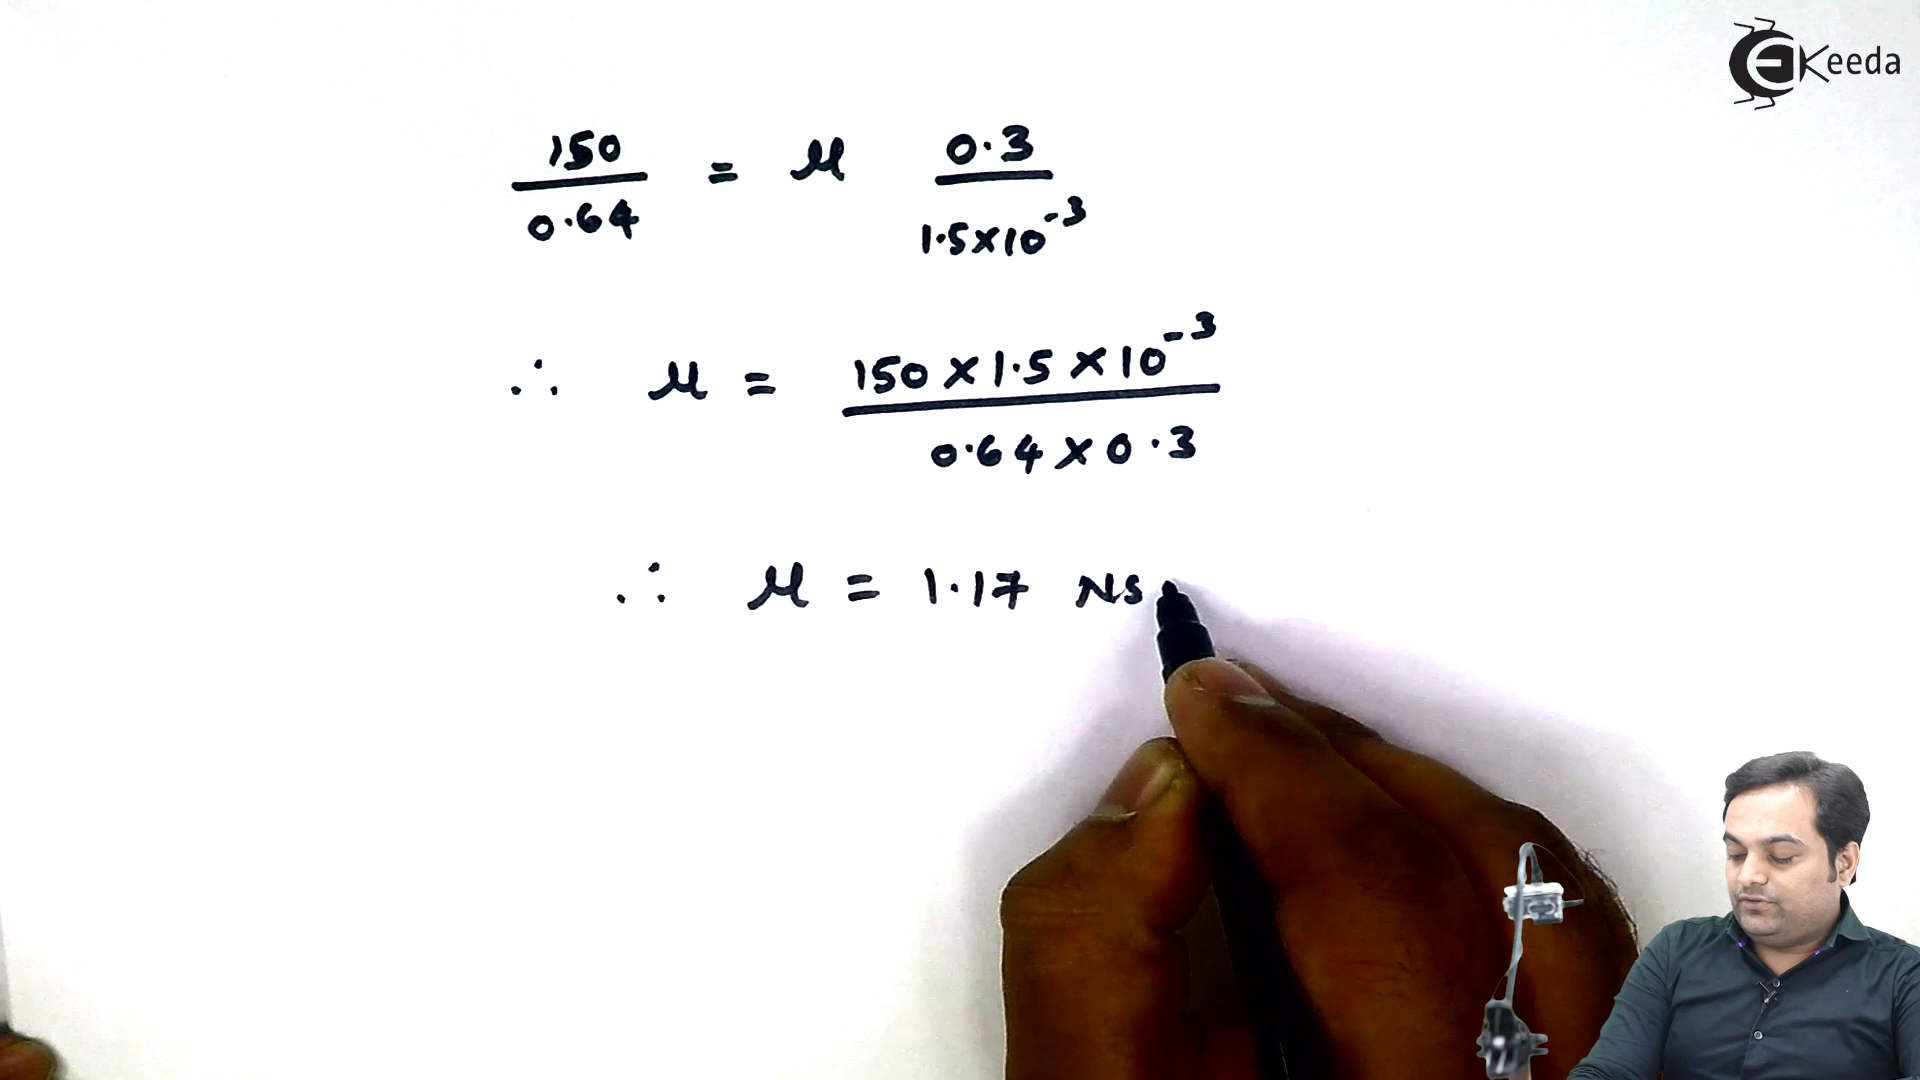 EKeeda
150/0.64 = μ 0.3/1.5×10⁻³
∴ μ = 150×1.5×10⁻³/0.64×0.3
∴ μ = 1.17 NS